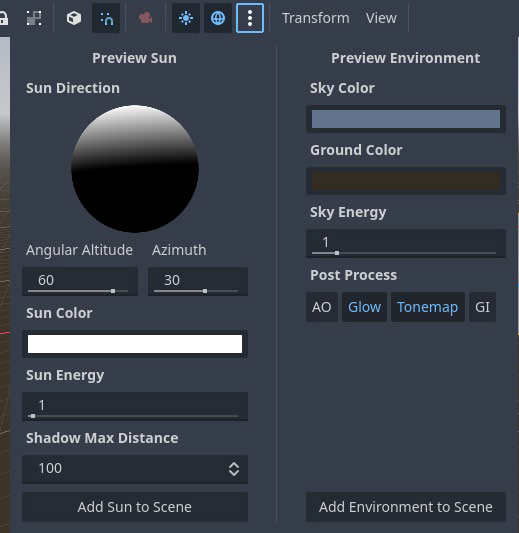 Transform View
Preview Sun
Sun Direction
Angular Altitude Azimuth
60 30
Sun Color
Sun Energy
1
Shadow Max Distance
100
Add Sun to Scene
Preview Environment
Sky Color
Ground Color
Sky Energy
1
Post Process
AO Glow Tonemap GI
Add Environment to Scene